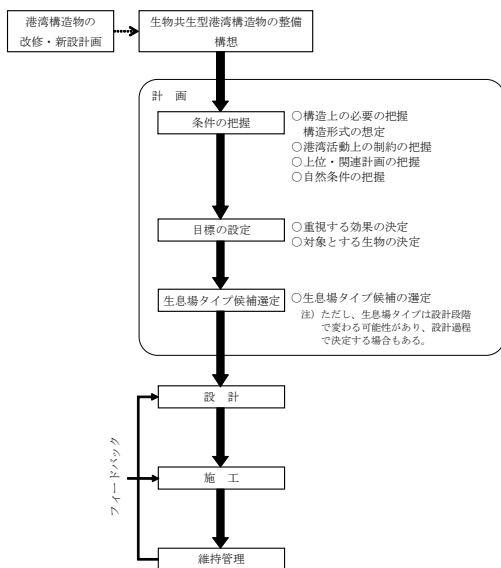 港湾構造物の
改修・新設計画
生物共生型港湾構造物の整備
構想
計　画
条件の把握
○構造上の必要の把握
構造形式の想定
○港湾活動上の制約の把握
○上位・関連計画の把握
○自然条件の把握
目標の設定
○重視する効果の決定
○対象とする生物の決定
生息場タイプ候補選定
○生息場タイプ候補の選定
注）ただし、生息場タイプは設計段階
で変わる可能性があり、設計過程
で決定する場合もある。
設　計
フィードバック
施　工
維持管理